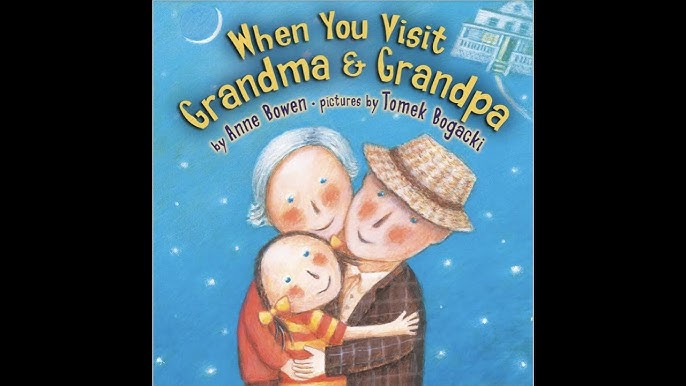 When You Visit
Grandma & Grandpa
by Anne Bowen • pictures by Tomek Bogacki